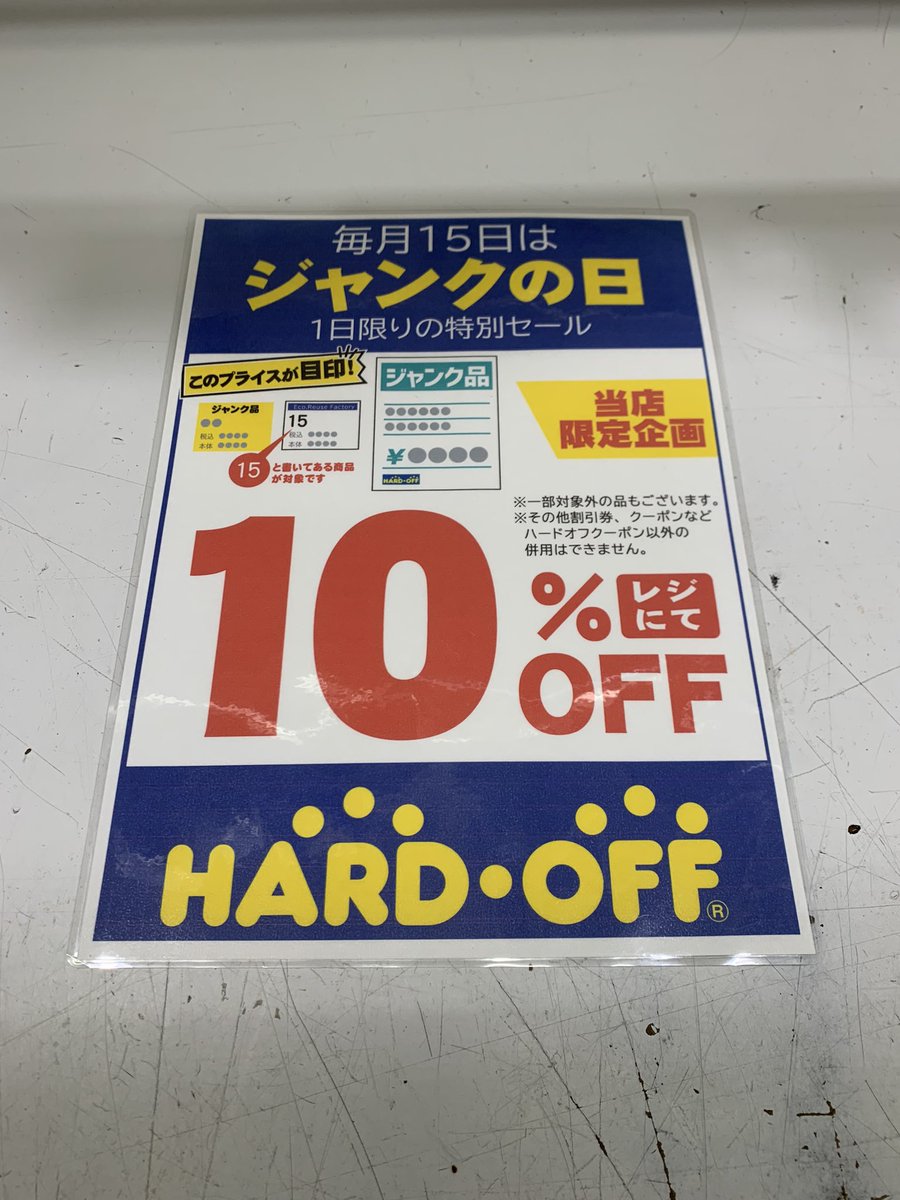 毎月15日は
ジャンクの日
1日限りの特別セール
このプライスが目印!
ジャンク品
税込
本体
Eco.Reuse Factory
15
税込
本体
15と書いてある商品
が対象です
ジャンク品
¥
HARD・OFF
当店
限定企画
※一部対象外の品もございます。
※その他割引券、クーポンなど
ハードオフクーポン以外の
併用はできません。
10%
レジ
にて
OFF
HARD・OFF®